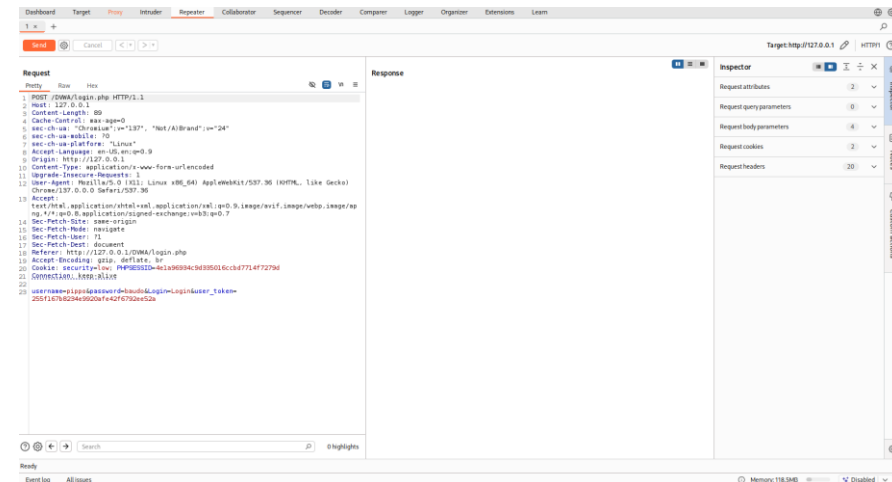 Dashboard Target Proxy Intruder Repeater Collaborator Sequencer Decoder Comparer Logger Organizer Extensions Learn
1 × +
Send Cancel < >
Target: http://127.0.0.1 HTTP/1
Request
Pretty Raw Hex
1 POST /DVWA/login.php HTTP/1.1
2 Host: 127.0.0.1
3 Content-Length: 89
4 Cache-Control: max-age=0
5 sec-ch-ua: "Chromium";v="137", "Not/A)Brand";v="24"
6 sec-ch-ua-mobile: ?0
7 sec-ch-ua-platform: "Linux"
8 Accept-Language: en-US,en;q=0.9
9 Origin: http://127.0.0.1
10 Content-Type: application/x-www-form-urlencoded
11 Upgrade-Insecure-Requests: 1
12 User-Agent: Mozilla/5.0 (X11; Linux x86_64) AppleWebKit/537.36 (KHTML, like Gecko)
Chrome/137.0.0.0 Safari/537.36
13 Accept:
text/html,application/xhtml+xml,application/xml;q=0.9,image/avif,image/webp,image/ap
ng,*/*;q=0.8,application/signed-exchange;v=b3;q=0.7
14 Sec-Fetch-Site: same-origin
15 Sec-Fetch-Mode: navigate
16 Sec-Fetch-User: ?1
17 Sec-Fetch-Dest: document
18 Referer: http://127.0.0.1/DVWA/login.php
19 Accept-Encoding: gzip, deflate, br
20 Cookie: security=low; PHPSESSID=4e1a96934c9d395016ccbd7714f7279d
21 Connection: keep-alive
22
23 username=pippo&password=baudo&Login=Login&user_token=
255f167b8234e9920afe42f6792ee52a
Response
Inspector
Request attributes 2
Request query parameters 0
Request body parameters 4
Request cookies 2
Request headers 20
Search 0 highlights
Ready
Event log All issues
Memory: 118.5MB Disabled